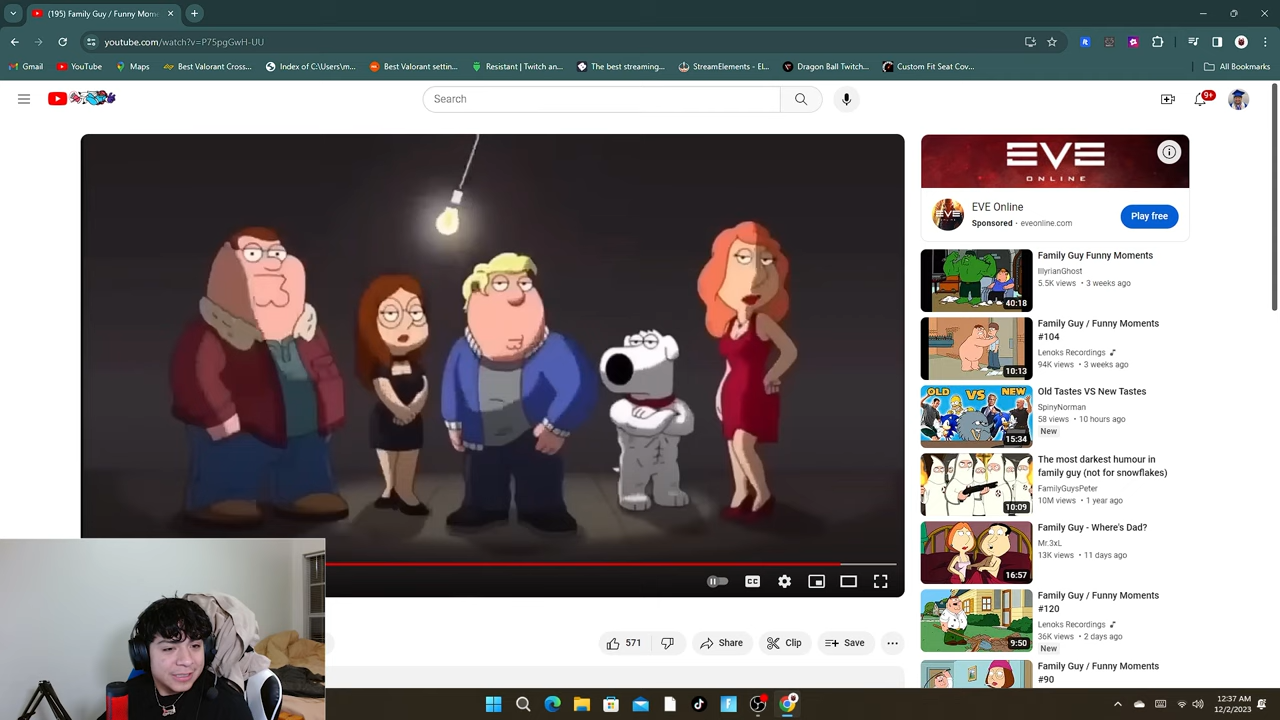 (195) Family Guy / Funny Mom
youtube.com/watch?v=P75pgGwH-UU
Gmail
YouTube
Maps
Best Valorant Cross...
Index of C:\users\m...
Best Valorant settin...
Resistant | Twitch an...
The best streaming...
StreamElements - El...
Dragon Ball Twitch...
Custom Fit Seat Cov...
All Bookmarks
Search
9+
EVE
ONLINE
EVE Online
Sponsored · eveonline.com
Play free
Family Guy Funny Moments
IllyrianGhost
5.5K views • 3 weeks ago
40:18
Family Guy / Funny Moments
#104
Lenoks Recordings
94K views • 3 weeks ago
10:13
OLD VS NEW
Old Tastes VS New Tastes
SpinyNorman
58 views • 10 hours ago
New
15:34
The most darkest humour in
family guy (not for snowflakes)
FamilyGuysPeter
10M views • 1 year ago
10:09
Family Guy - Where's Dad?
Mr.3xL
13K views • 11 days ago
16:57
Family Guy / Funny Moments
#120
Lenoks Recordings
36K views • 2 days ago
New
9:50
Family Guy / Funny Moments
#90
CC
571
Share
Clip
Save
12:37 AM
12/2/2023